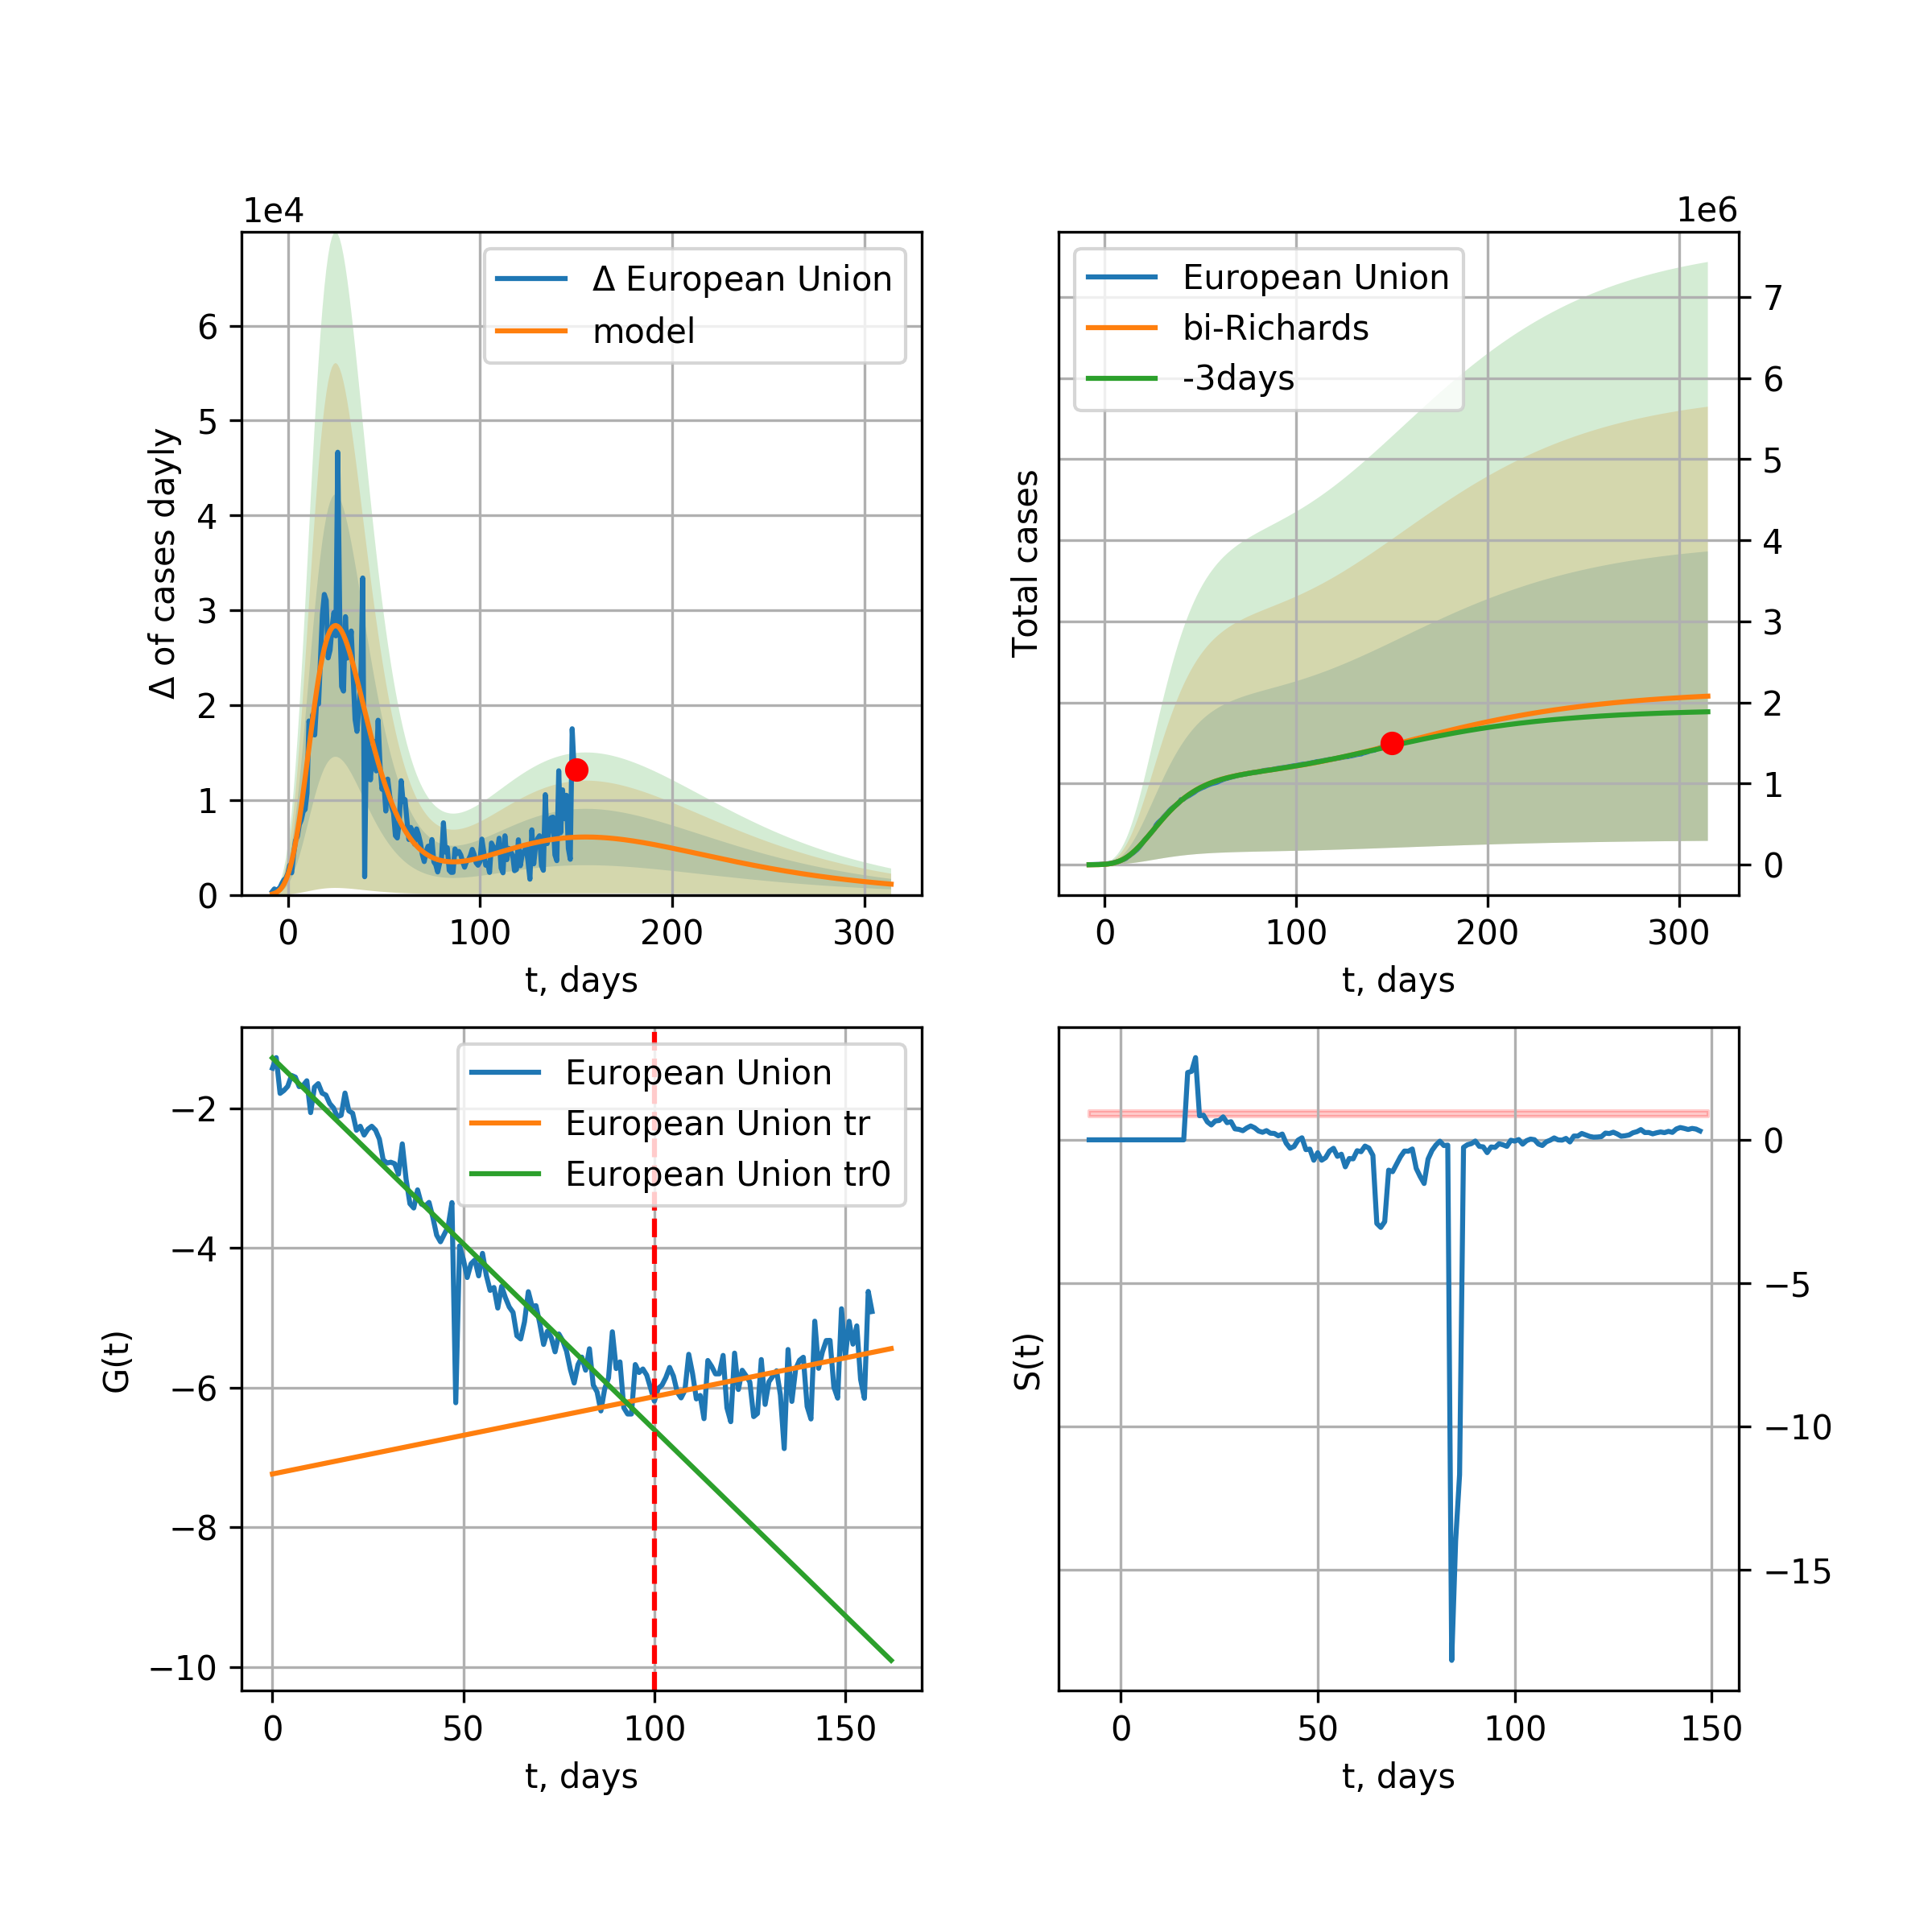 1e4
Δ European Union
model
6
5
4
3
2
1
0
Δ of cases dayly
0 100 200 300
t, days
1e6
European Union
bi-Richards
-3days
7
6
5
4
3
2
1
0
Total cases
0 100 200 300
t, days
European Union
European Union tr
European Union tr0
−2
−4
−6
−8
−10
G(t)
0 50 100 150
t, days
0
−5
−10
−15
S(t)
0 50 100 150
t, days